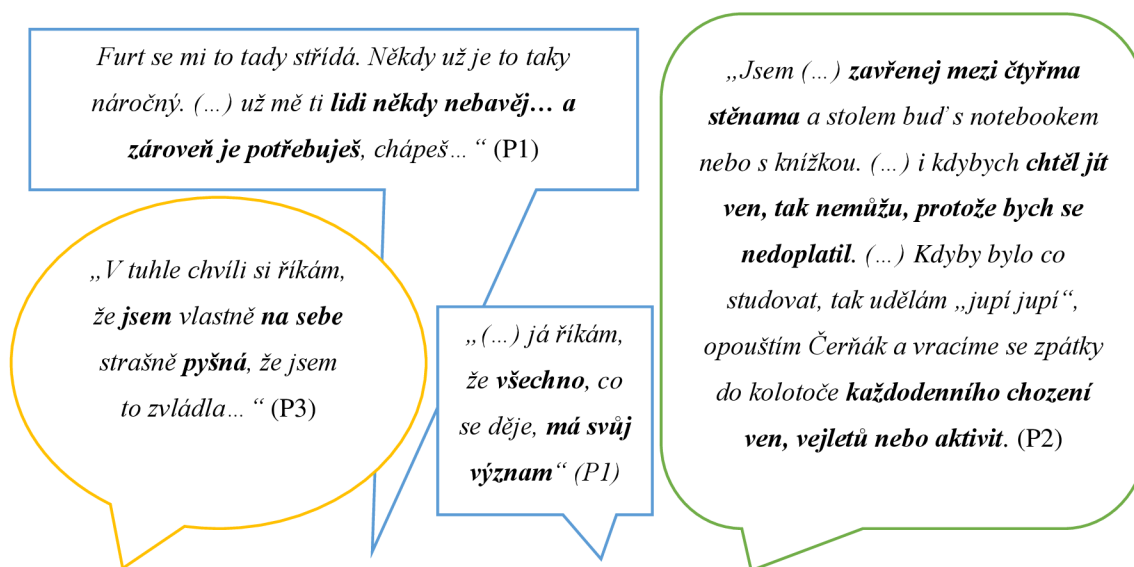 Furt se mi to tady střídá. Někdy už je to taky
náročný. (…) už mě ti lidi někdy nebavěj… a
zároveň je potřebuješ, chápeš…“ (P1)
„V tuhle chvíli si říkám,
že jsem vlastně na sebe
strašně pyšná, že jsem
to zvládla…“ (P3)
„(…) já říkám,
že všechno, co
se děje, má svůj
význam“ (P1)
„Jsem (…) zavřenej mezi čtyřma
stěnama a stolem buď s notebookem
nebo s knížkou. (…) i kdybych chtěl jít
ven, tak nemůžu, protože bych se
nedoplatil. (…) Kdyby bylo co
studovat, tak udělám „jupí jupí“,
opouštím Čerňák a vracíme se zpátky
do kolotoče každodenního chození
ven, vejletů nebo aktivit. (P2)